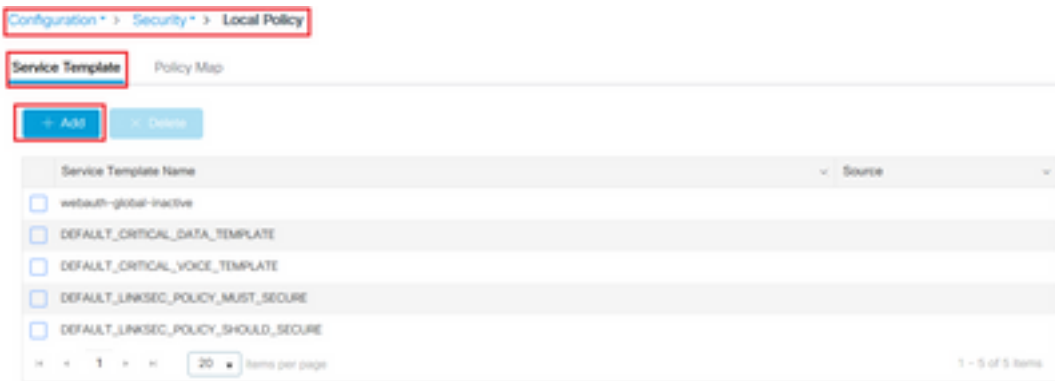 Configuration > Security > Local Policy
Service Template Policy Map
+ Add × Delete
Service Template Name Source
webauth-global-inactive
DEFAULT_CRITICAL_DATA_TEMPLATE
DEFAULT_CRITICAL_VOICE_TEMPLATE
DEFAULT_LINKSEC_POLICY_MUST_SECURE
DEFAULT_LINKSEC_POLICY_SHOULD_SECURE
1 20 items per page 1 - 5 of 5 items